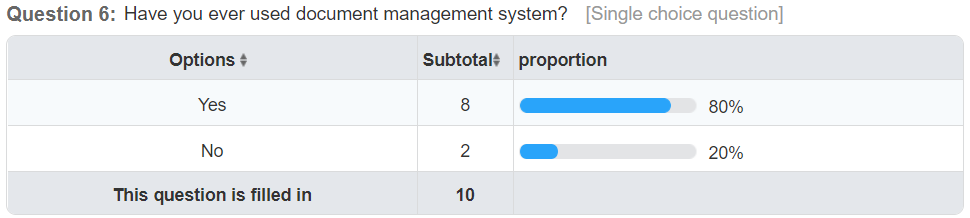 Question 6: Have you ever used document management system? [Single choice question]
Options Subtotal proportion
Yes 8 80%
No 2 20%
This question is filled in 10